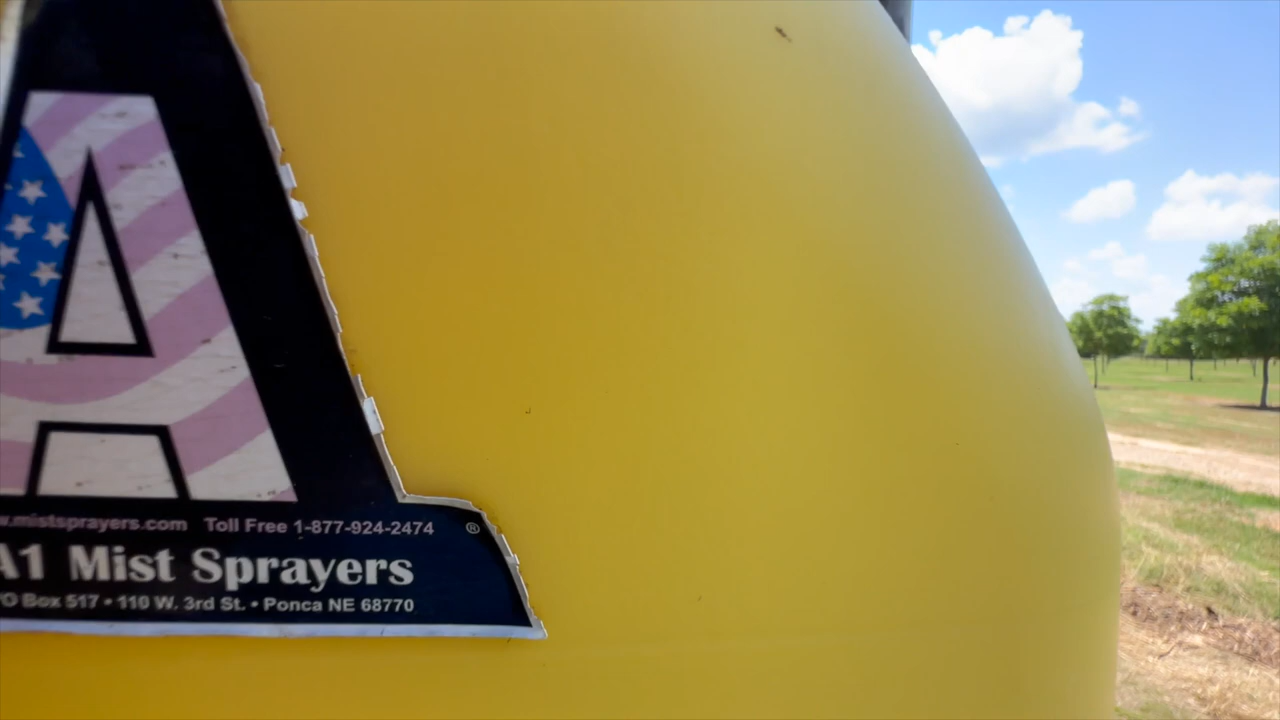 A
w.mistsprayers.com Toll Free 1-877-924-2474 ®
A1 Mist Sprayers
PO Box 517 • 110 W. 3rd St. • Ponca NE 68770